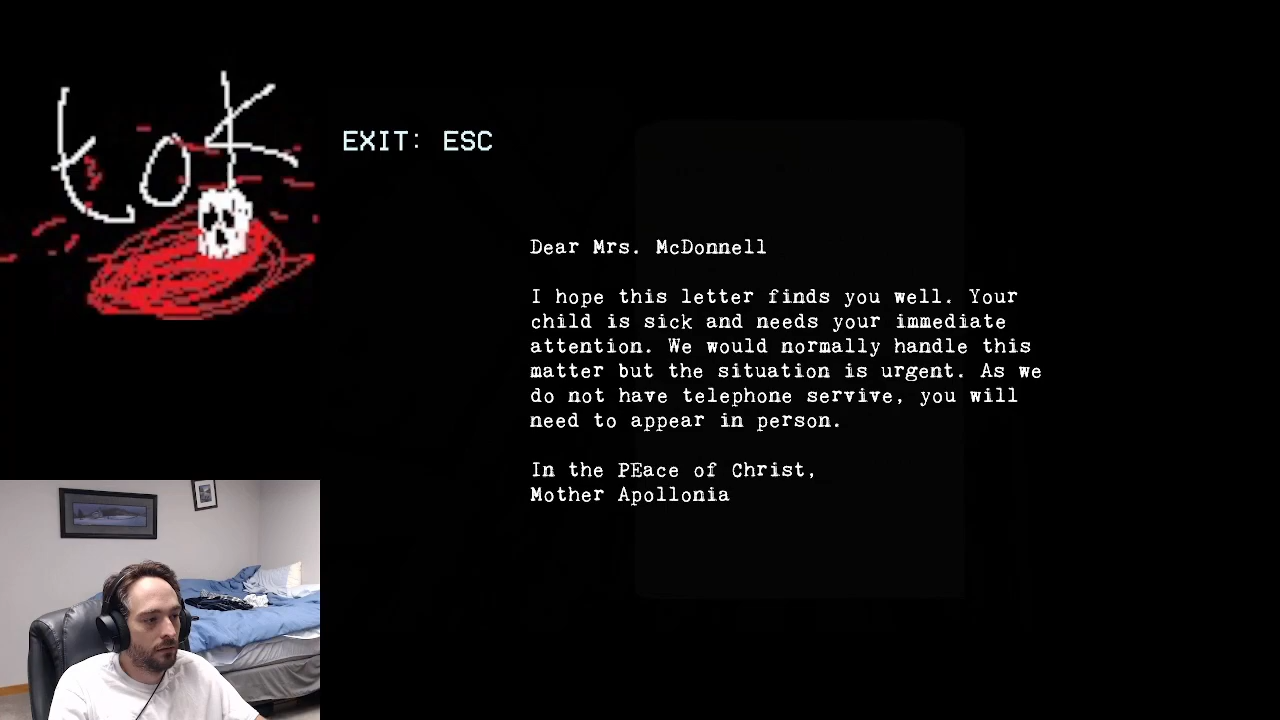 tok
EXIT: ESC
Dear Mrs. McDonnell
I hope this letter finds you well. Your
child is sick and needs your immediate
attention. We would normally handle this
matter but the situation is urgent. As we
do not have telephone servive, you will
need to appear in person.
In the PEace of Christ,
Mother Apollonia